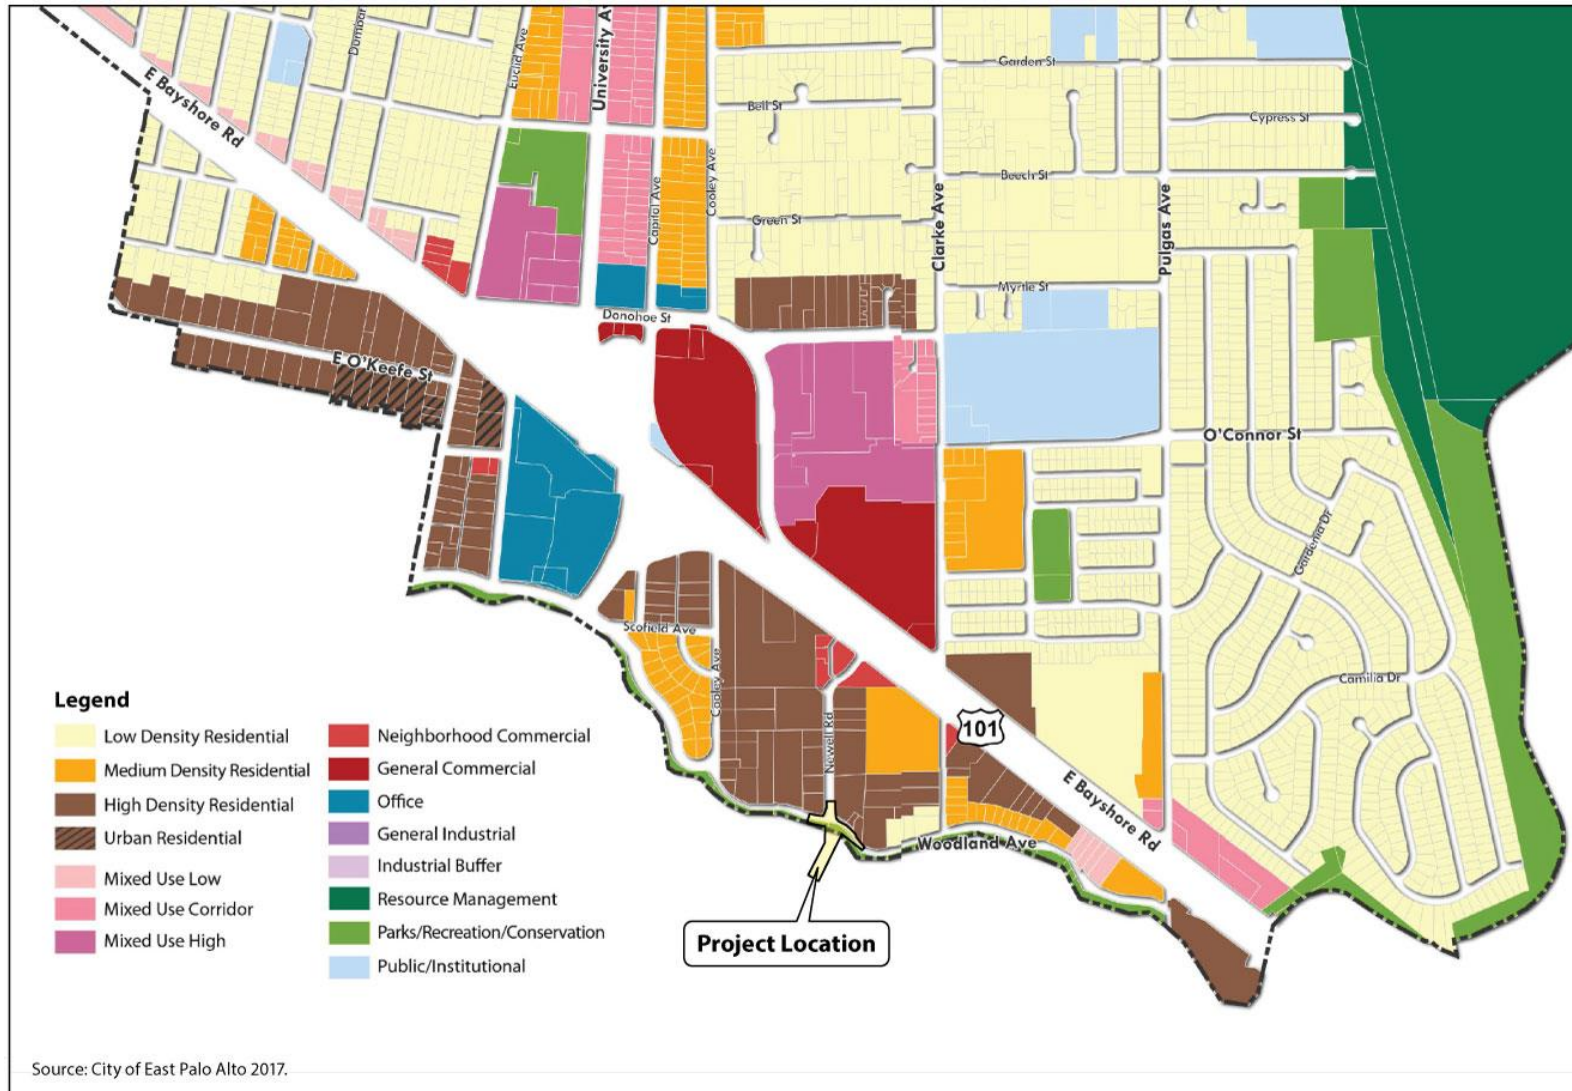 Dumbar
Euclid Ave
University Av
E Bayshore Rd
Garden St
Bell St
Cypress St
Cooley Ave
Beech St
Capitol Ave
Green St
Clarke Ave
Pulgas Ave
Myrtle St
Donohoe St
E O'Keefe St
O'Connor St
Gardenia Dr
Scofield Ave
Cooley Ave
Camilia Dr
Newell Rd
101
E Bayshore Rd
Woodland Ave
Project Location
Legend
Low Density Residential
Medium Density Residential
High Density Residential
Urban Residential
Mixed Use Low
Mixed Use Corridor
Mixed Use High
Neighborhood Commercial
General Commercial
Office
General Industrial
Industrial Buffer
Resource Management
Parks/Recreation/Conservation
Public/Institutional
Source: City of East Palo Alto 2017.